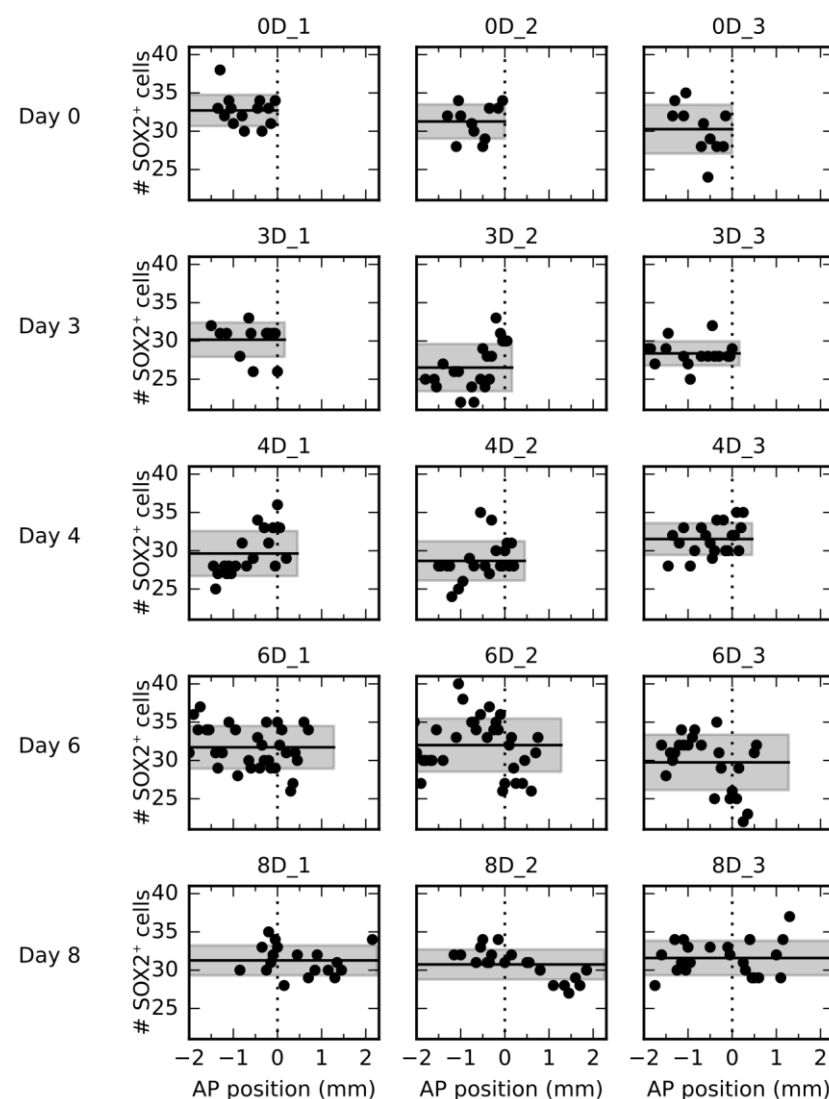 0D_1 0D_2 0D_3
Day 0
# SOX2⁺ cells
40
35
30
25
3D_1 3D_2 3D_3
Day 3
# SOX2⁺ cells
40
35
30
25
4D_1 4D_2 4D_3
Day 4
# SOX2⁺ cells
40
35
30
25
6D_1 6D_2 6D_3
Day 6
# SOX2⁺ cells
40
35
30
25
8D_1 8D_2 8D_3
Day 8
# SOX2⁺ cells
40
35
30
25
−2 −1 0 1 2 −2 −1 0 1 2 −2 −1 0 1 2
AP position (mm) AP position (mm) AP position (mm)